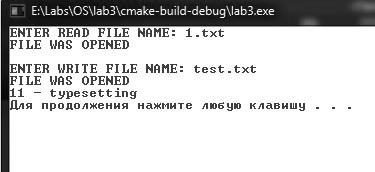 E:\Labs\OS\lab3\cmake-build-debug\lab3.exe
ENTER READ FILE NAME: 1.txt
FILE WAS OPENED
ENTER WRITE FILE NAME: test.txt
FILE WAS OPENED
11 - typesetting
Для продолжения нажмите любую клавишу . . .